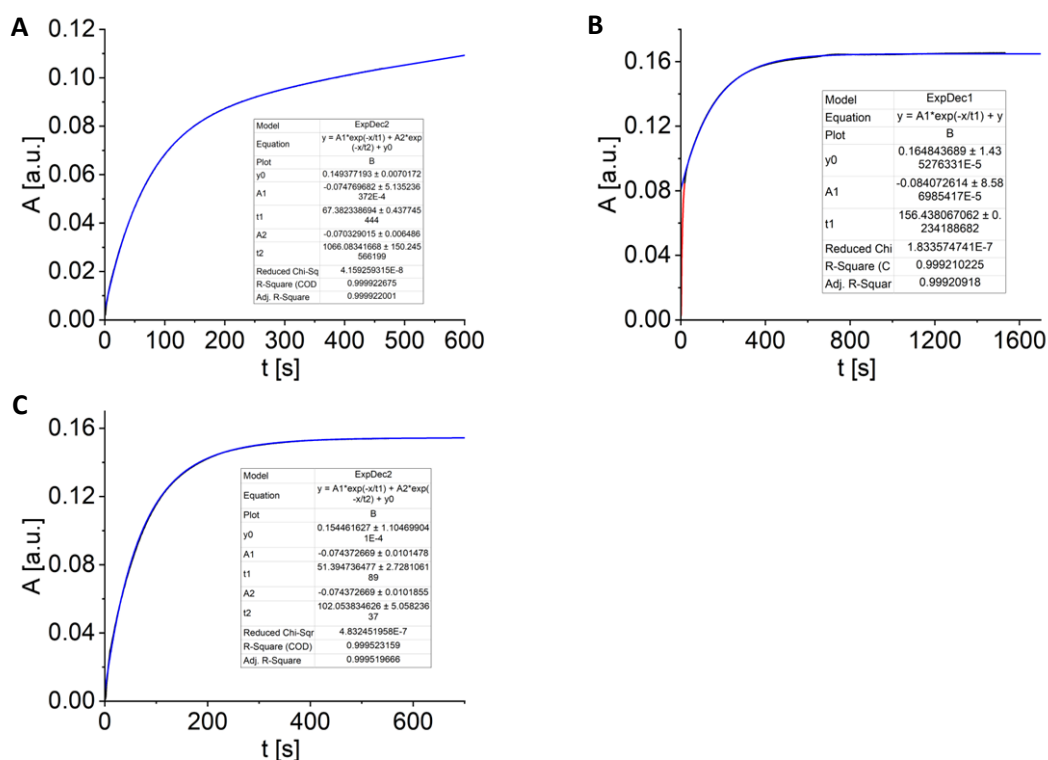 A
A [a.u.]
0.12
0.10
0.08
0.06
0.04
0.02
0.00
0 100 200 300 400 500 600
t [s]
Model ExpDec2
Equation y = A1*exp(-x/t1) + A2*exp
(-x/t2) + y0
Plot B
y0 0.149377193 ± 0.0070172
A1 -0.074769682 ± 5.135236
372E-4
t1 67.382338694 ± 0.437745
444
A2 -0.070329015 ± 0.006486
t2 1066.08341668 ± 150.245
566199
Reduced Chi-Sq 4.159259315E-8
R-Square (COD 0.999922675
Adj. R-Square 0.999922001
B
A [a.u.]
0.16
0.12
0.08
0.04
0.00
0 400 800 1200 1600
t [s]
Model ExpDec1
Equation y = A1*exp(-x/t1) + y
Plot B
y0 0.164843689 ± 1.43
5276331E-5
A1 -0.084072614 ± 8.58
6985417E-5
t1 156.438067062 ± 0.
234188682
Reduced Chi 1.833574741E-7
R-Square (C 0.999210225
Adj. R-Squar 0.99920918
C
A [a.u.]
0.16
0.12
0.08
0.04
0.00
0 200 400 600
t [s]
Model ExpDec2
Equation y = A1*exp(-x/t1) + A2*exp(
-x/t2) + y0
Plot B
y0 0.154461627 ± 1.10469904
1E-4
A1 -0.074372669 ± 0.0101478
t1 51.394736477 ± 2.7281061
89
A2 -0.074372669 ± 0.0101855
t2 102.053834626 ± 5.058236
37
Reduced Chi-Sqr 4.832451958E-7
R-Square (COD) 0.999523159
Adj. R-Square 0.999519666